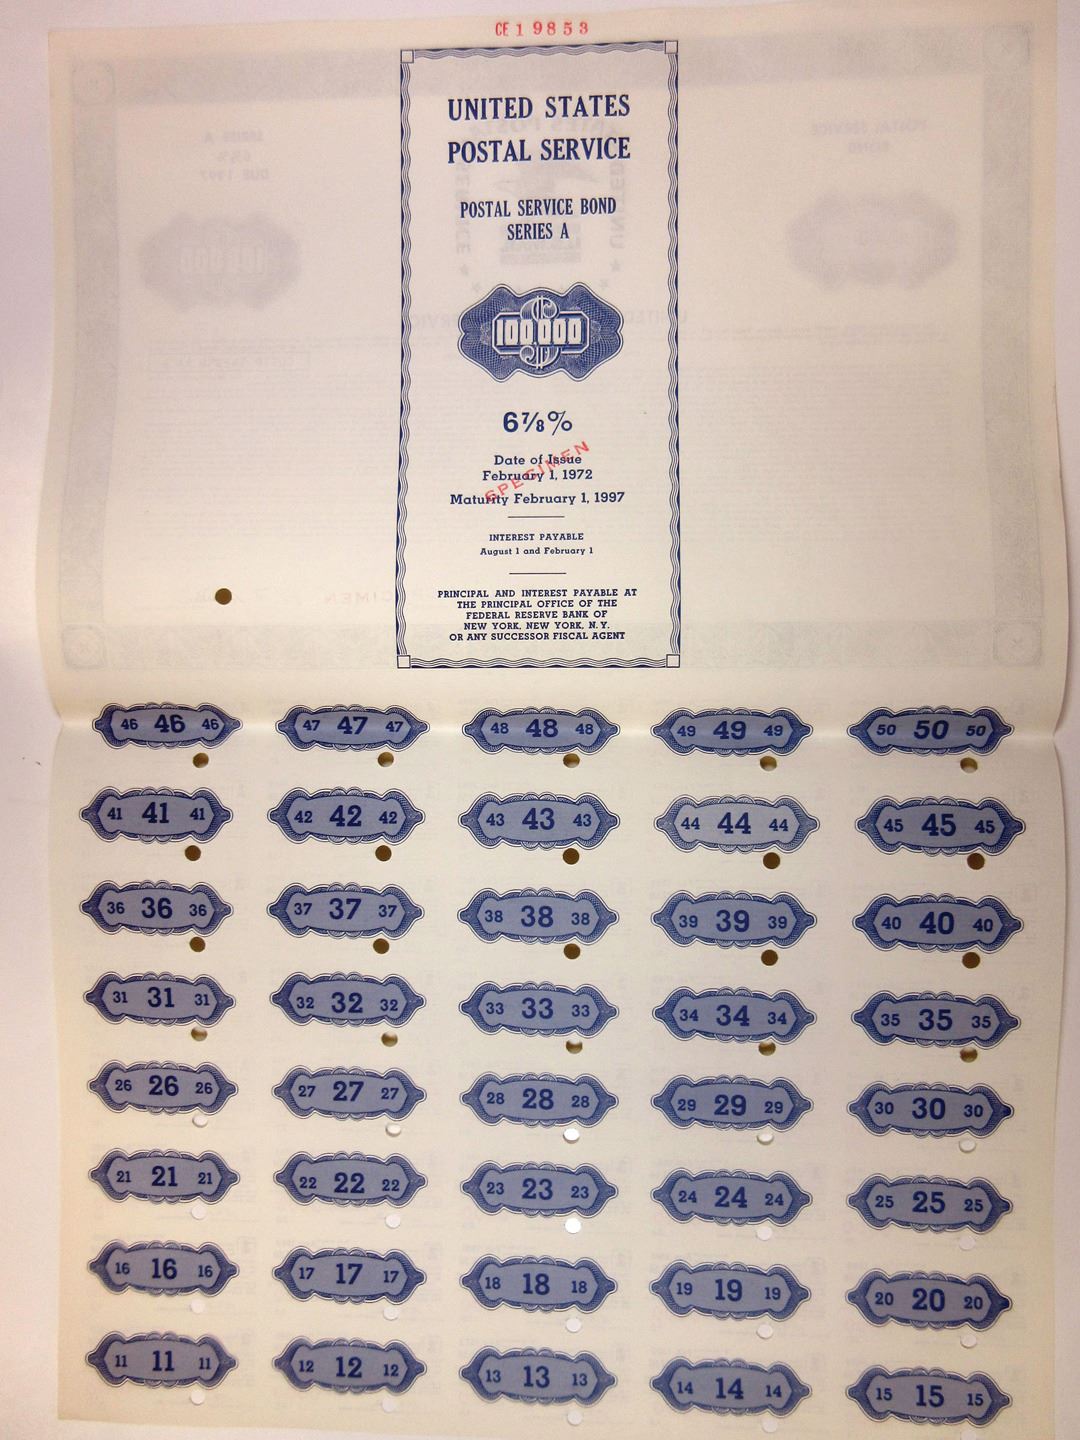 CE19853
UNITED STATES
POSTAL SERVICE
POSTAL SERVICE BOND
SERIES A
$100,000
6⅞%
Date of Issue
February 1, 1972
SPECIMEN
Maturity February 1, 1997
INTEREST PAYABLE
August 1 and February 1
PRINCIPAL AND INTEREST PAYABLE AT
THE PRINCIPAL OFFICE OF THE
FEDERAL RESERVE BANK OF
NEW YORK, NEW YORK, N.Y.
OR ANY SUCCESSOR FISCAL AGENT
46 46 46 47 47 47 48 48 48 49 49 49 50 50 50
41 41 41 42 42 42 43 43 43 44 44 44 45 45 45
36 36 36 37 37 37 38 38 38 39 39 39 40 40 40
31 31 31 32 32 32 33 33 33 34 34 34 35 35 35
26 26 26 27 27 27 28 28 28 29 29 29 30 30 30
21 21 21 22 22 22 23 23 23 24 24 24 25 25 25
16 16 16 17 17 17 18 18 18 19 19 19 20 20 20
11 11 11 12 12 12 13 13 13 14 14 14 15 15 15